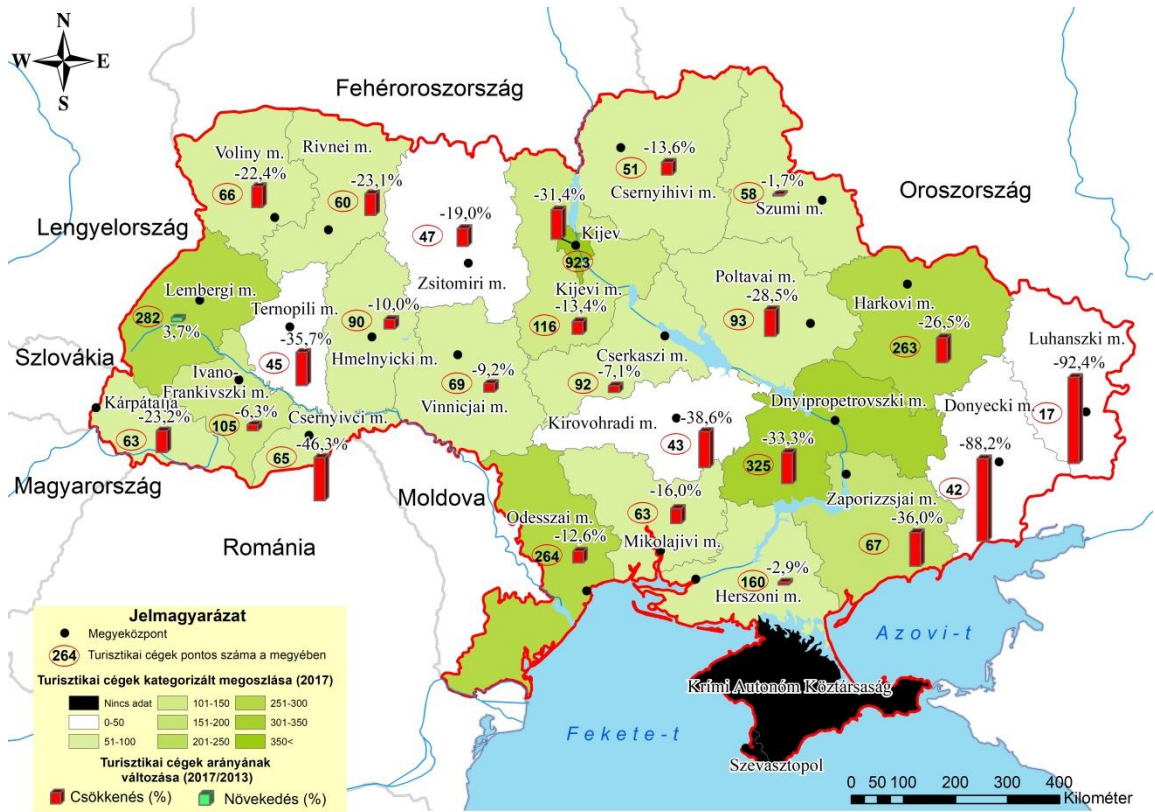 N
W
E
S
Fehéroroszország
Lengyelország
Szlovákia
Magyarország
Románia
Moldova
Oroszország
Voliny m.
-22,4%
66
Rivnei m.
-23,1%
60
-19,0%
47
Zsitomiri m.
-31,4%
Kijev
923
Kijevi m.
-13,4%
116
-13,6%
51
Csernyihivi m.
-1,7%
58
Szumi m.
Lembergi m.
282
3,7%
Ternopili m.
-35,7%
45
-10,0%
90
Hmelnyicki m.
-9,2%
69
Vinnicjai m.
Cserkaszi m.
-7,1%
92
Poltavai m.
-28,5%
93
Harkovi m.
-26,5%
263
Luhanszki m.
-92,4%
17
Donyecki m.
-88,2%
42
Ivano-
Frankivszki m.
-6,3%
105
Kárpátalja
-23,2%
63
Csernyivci m.
-46,3%
65
Kirovohradi m.
-38,6%
43
Dnyipropetrovszki m.
-33,3%
325
Zaporizzsjai m.
-36,0%
67
-16,0%
63
Mikolajivi m.
Odesszai m.
-12,6%
264
-2,9%
160
Herszoni m.
Krími Autonóm Köztársaság
Szevasztopol
Azovi-t
Fekete-t
Jelmagyarázat
Megyeközpont
264 Turisztikai cégek pontos száma a megyében
Turisztikai cégek kategorizált megoszlása (2017)
Nincs adat 101-150 251-300
0-50 151-200 301-350
51-100 201-250 350<
Turisztikai cégek arányának
változása (2017/2013)
Csökkenés (%) Növekedés (%)
0 50 100 200 300 400
Kilométer